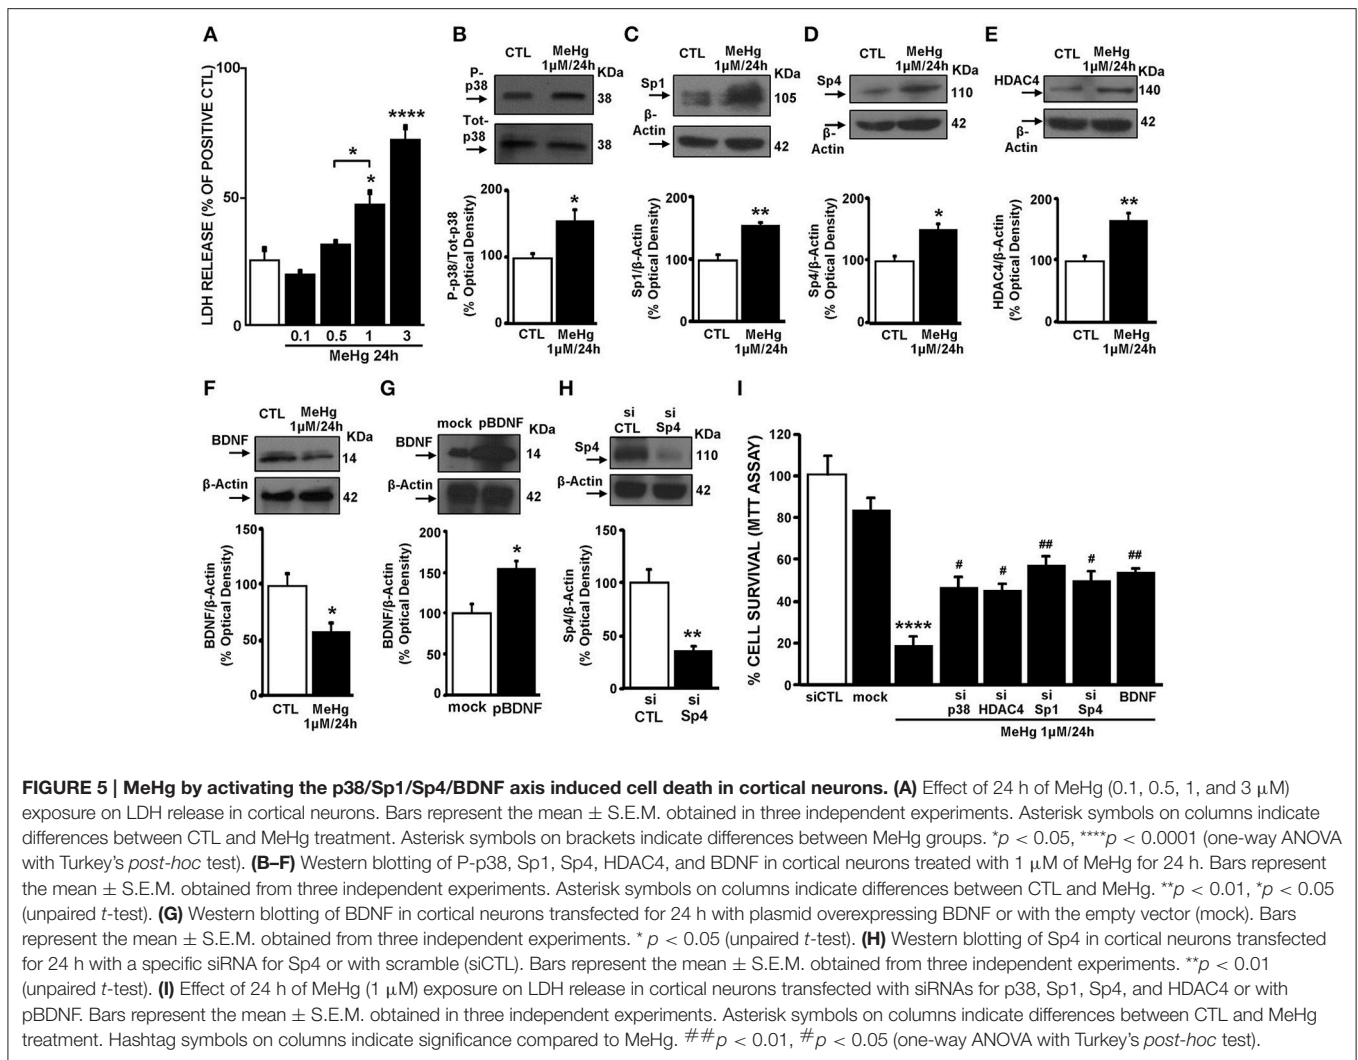 A
LDH RELEASE (% OF POSITIVE CTL)
100
50
0
*
*
****
0.1 0.5 1 3
MeHg 24h
B
CTL MeHg
1µM/24h
P-
p38
KDa
38
Tot-
p38
38
P-p38/Tot-p38
(% Optical Density)
200
100
0
*
CTL MeHg
1µM/24h
C
CTL MeHg
1µM/24h
KDa
Sp1
105
β-
Actin
42
Sp1/β-Actin
(% Optical Density)
200
100
0
**
CTL MeHg
1µM/24h
D
CTL MeHg
1µM/24h
KDa
Sp4
110
42
β-
Actin
Sp4/β-Actin
(% Optical Density)
200
100
0
*
CTL MeHg
1µM/24h
E
CTL MeHg
1µM/24h
KDa
HDAC4
140
42
β-
Actin
HDAC4/β-Actin
(% Optical Density)
200
100
0
**
CTL MeHg
1µM/24h
F
CTL MeHg
1µM/24h
KDa
BDNF
14
β-Actin
42
BDNF/β-Actin
(% Optical Density)
150
100
50
0
*
CTL MeHg
1µM/24h
G
mock pBDNF
KDa
BDNF
14
β-Actin
42
BDNF/β-Actin
(% Optical Density)
200
150
100
50
0
*
mock pBDNF
H
si si
CTL Sp4
KDa
Sp4
110
β-Actin
42
Sp4/β-Actin
(% Optical Density)
150
100
50
0
**
si si
CTL Sp4
I
% CELL SURVIVAL (MTT ASSAY)
120
100
80
60
40
20
0
****
#
#
##
#
##
siCTL mock si si si si BDNF
p38 HDAC4 Sp1 Sp4
MeHg 1µM/24h
FIGURE 5 | MeHg by activating the p38/Sp1/Sp4/BDNF axis induced cell death in cortical neurons. (A) Effect of 24 h of MeHg (0.1, 0.5, 1, and 3 μM)
exposure on LDH release in cortical neurons. Bars represent the mean ± S.E.M. obtained in three independent experiments. Asterisk symbols on columns indicate
differences between CTL and MeHg treatment. Asterisk symbols on brackets indicate differences between MeHg groups. *p < 0.05, ****p < 0.0001 (one-way ANOVA
with Turkey's post-hoc test). (B–F) Western blotting of P-p38, Sp1, Sp4, HDAC4, and BDNF in cortical neurons treated with 1 μM of MeHg for 24 h. Bars represent
the mean ± S.E.M. obtained from three independent experiments. Asterisk symbols on columns indicate differences between CTL and MeHg. **p < 0.01, *p < 0.05
(unpaired t-test). (G) Western blotting of BDNF in cortical neurons transfected for 24 h with plasmid overexpressing BDNF or with the empty vector (mock). Bars
represent the mean ± S.E.M. obtained from three independent experiments. * p < 0.05 (unpaired t-test). (H) Western blotting of Sp4 in cortical neurons transfected
for 24 h with a specific siRNA for Sp4 or with scramble (siCTL). Bars represent the mean ± S.E.M. obtained from three independent experiments. **p < 0.01
(unpaired t-test). (I) Effect of 24 h of MeHg (1 μM) exposure on LDH release in cortical neurons transfected with siRNAs for p38, Sp1, Sp4, and HDAC4 or with
pBDNF. Bars represent the mean ± S.E.M. obtained in three independent experiments. Asterisk symbols on columns indicate differences between CTL and MeHg
treatment. Hashtag symbols on columns indicate significance compared to MeHg. ##p < 0.01, #p < 0.05 (one-way ANOVA with Turkey's post-hoc test).